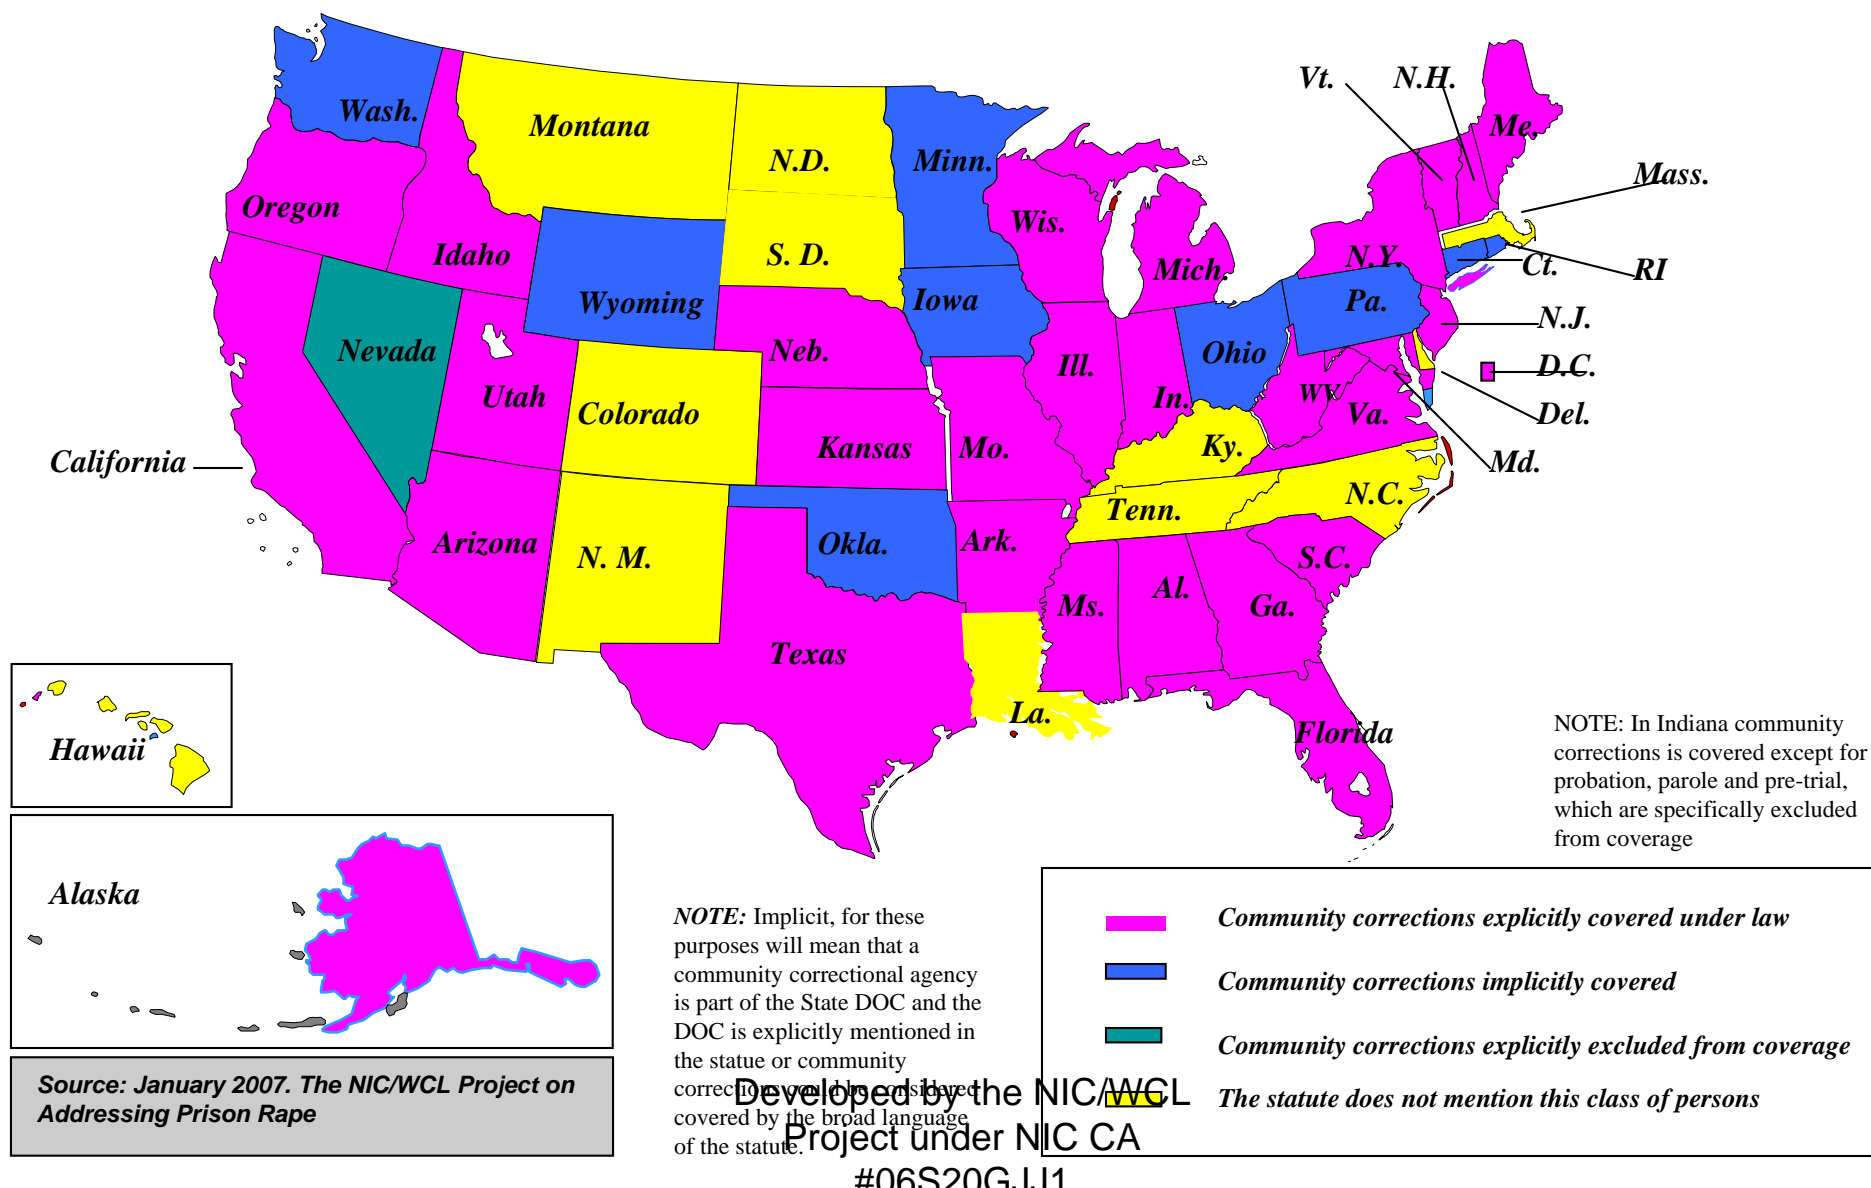 Vt.
N.H.
Wash.
Montana
Me.
N.D.
Minn.
Mass.
Oregon
Wis.
Idaho
S. D.
Mich.
N.Y.
Ct.
RI
Wyoming
Iowa
Pa.
N.J.
Nevada
Neb.
Ohio
Ill.
D.C.
Utah
Colorado
In.
WV
Va.
Del.
California
Kansas
Mo.
Ky.
Md.
N.C.
Tenn.
Arizona
N. M.
Okla.
Ark.
S.C.
Ms.
Al.
Ga.
Texas
La.
Florida
Hawaii
NOTE: In Indiana community
corrections is covered except for
probation, parole and pre-trial,
which are specifically excluded
from coverage
Alaska
NOTE: Implicit, for these
purposes will mean that a
community correctional agency
is part of the State DOC and the
DOC is explicitly mentioned in
the statue or community
corrections could be considered
covered by the broad language
of the statute.
Community corrections explicitly covered under law
Community corrections implicitly covered
Community corrections explicitly excluded from coverage
The statute does not mention this class of persons
Source: January 2007. The NIC/WCL Project on
Addressing Prison Rape
Developed by the NIC/WCL
Project under NIC CA
#06S20GJJ1